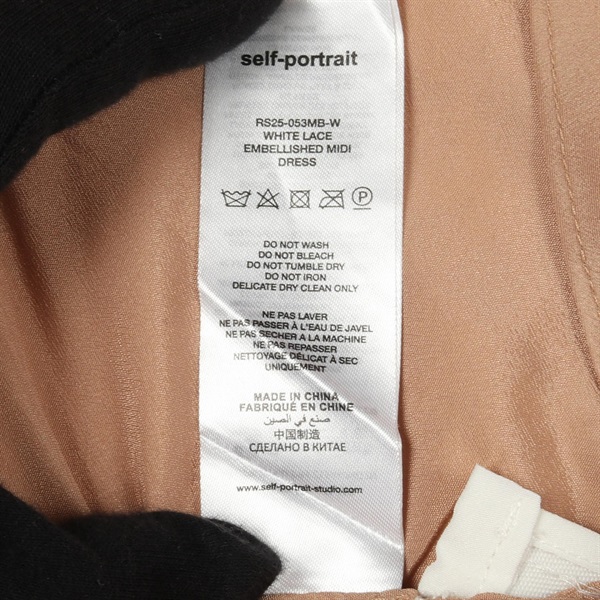 self-portrait
RS25-053MB-W
WHITE LACE
EMBELLISHED MIDI
DRESS
P
DO NOT WASH
DO NOT BLEACH
DO NOT TUMBLE DRY
DO NOT IRON
DELICATE DRY CLEAN ONLY
NE PAS LAVER
NE PAS PASSER À L'EAU DE JAVEL
NE PAS SECHER A LA MACHINE
NE PAS REPASSER
NETTOYAGE DÉLICAT À SEC
UNIQUEMENT
MADE IN CHINA
FABRIQUÉ EN CHINE
صنع في الصين
中国制造
СДЕЛАНО В КИТАЕ
www.self-portrait-studio.com